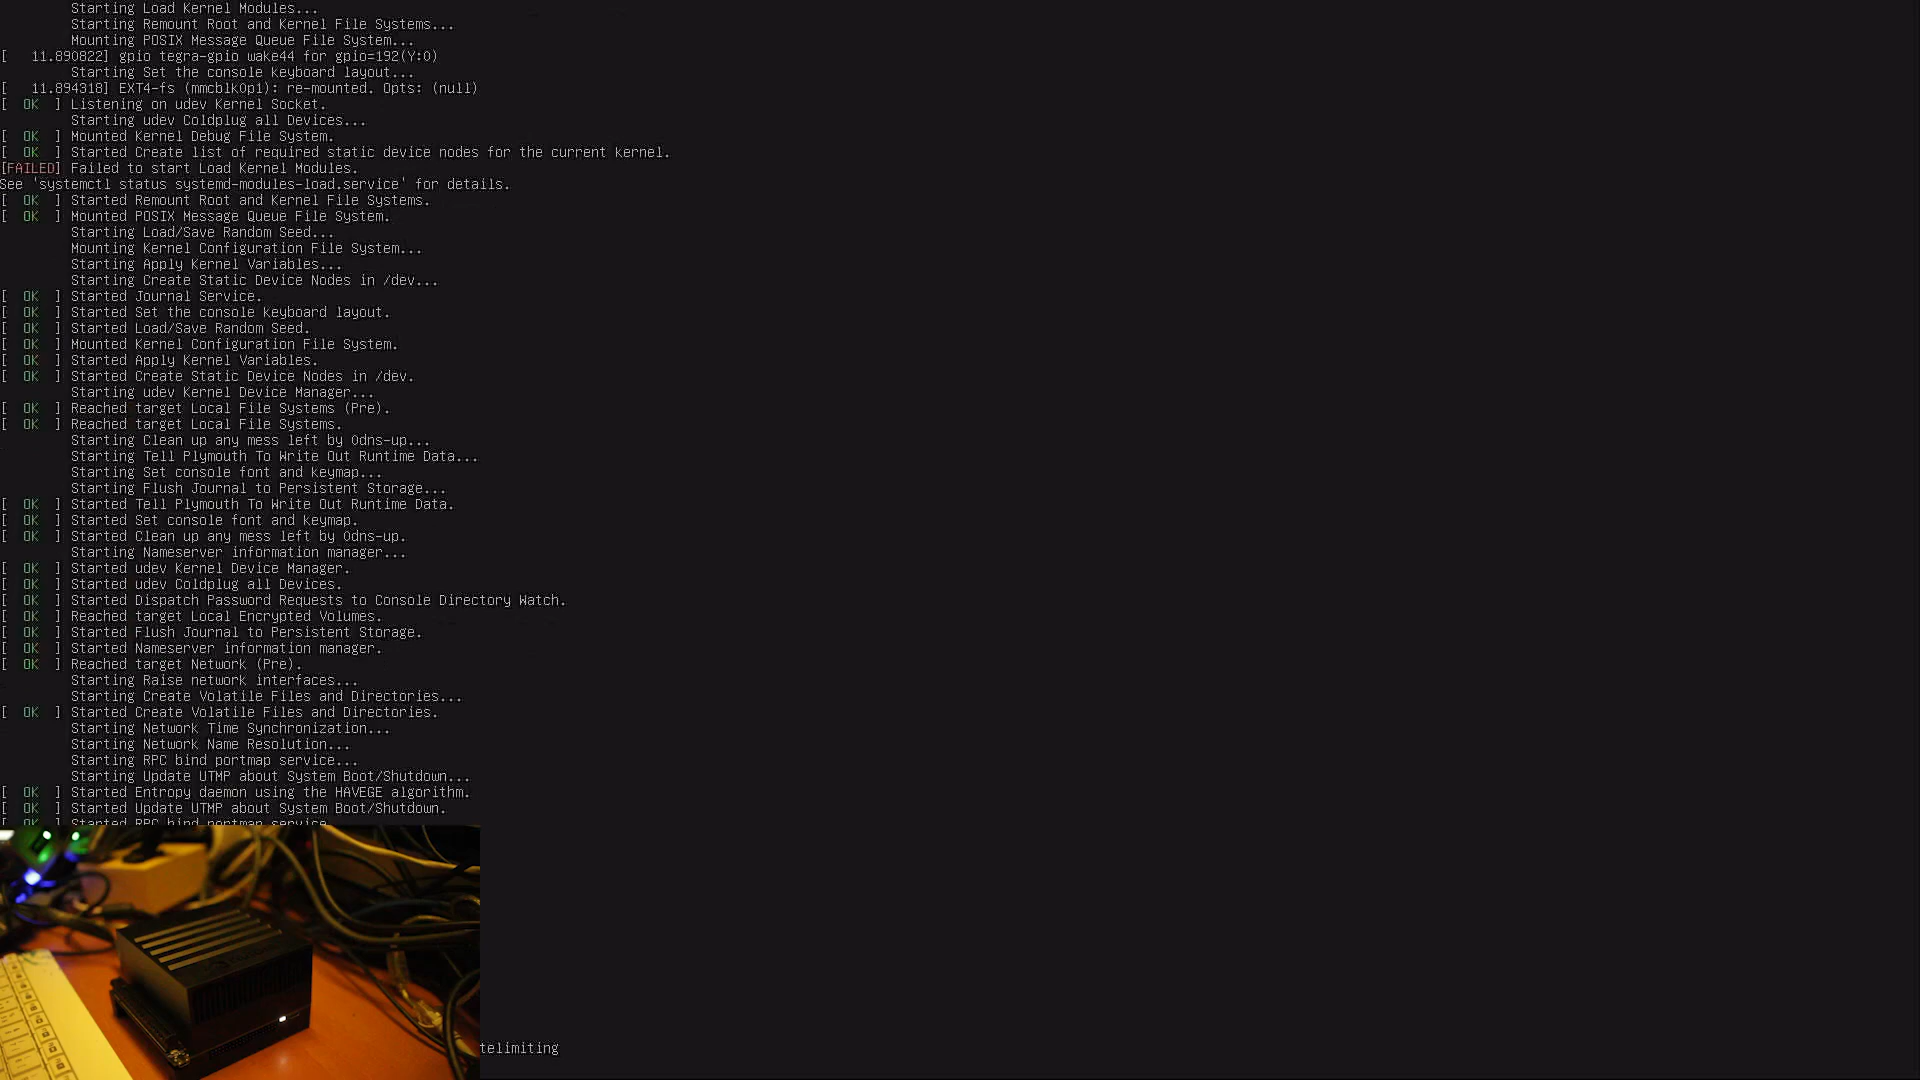 Starting Load Kernel Modules...
Starting Remount Root and Kernel File Systems...
Mounting POSIX Message Queue File System...
[   11.890822] gpio tegra-gpio wake44 for gpio=192(Y:0)
Starting Set the console keyboard layout...
[   11.894318] EXT4-fs (mmcblk0p1): re-mounted. Opts: (null)
[  OK  ] Listening on udev Kernel Socket.
Starting udev Coldplug all Devices...
[  OK  ] Mounted Kernel Debug File System.
[  OK  ] Started Create list of required static device nodes for the current kernel.
[FAILED] Failed to start Load Kernel Modules.
See 'systemctl status systemd-modules-load.service' for details.
[  OK  ] Started Remount Root and Kernel File Systems.
[  OK  ] Mounted POSIX Message Queue File System.
Starting Load/Save Random Seed...
Mounting Kernel Configuration File System...
Starting Apply Kernel Variables...
Starting Create Static Device Nodes in /dev...
[  OK  ] Started Journal Service.
[  OK  ] Started Set the console keyboard layout.
[  OK  ] Started Load/Save Random Seed.
[  OK  ] Mounted Kernel Configuration File System.
[  OK  ] Started Apply Kernel Variables.
[  OK  ] Started Create Static Device Nodes in /dev.
Starting udev Kernel Device Manager...
[  OK  ] Reached target Local File Systems (Pre).
[  OK  ] Reached target Local File Systems.
Starting Clean up any mess left by 0dns-up...
Starting Tell Plymouth To Write Out Runtime Data...
Starting Set console font and keymap...
Starting Flush Journal to Persistent Storage...
[  OK  ] Started Tell Plymouth To Write Out Runtime Data.
[  OK  ] Started Set console font and keymap.
[  OK  ] Started Clean up any mess left by 0dns-up.
Starting Nameserver information manager...
[  OK  ] Started udev Kernel Device Manager.
[  OK  ] Started udev Coldplug all Devices.
[  OK  ] Started Dispatch Password Requests to Console Directory Watch.
[  OK  ] Reached target Local Encrypted Volumes.
[  OK  ] Started Flush Journal to Persistent Storage.
[  OK  ] Started Nameserver information manager.
[  OK  ] Reached target Network (Pre).
Starting Raise network interfaces...
Starting Create Volatile Files and Directories...
[  OK  ] Started Create Volatile Files and Directories.
Starting Network Time Synchronization...
Starting Network Name Resolution...
Starting RPC bind portmap service...
Starting Update UTMP about System Boot/Shutdown...
[  OK  ] Started Entropy daemon using the HAVEGE algorithm.
[  OK  ] Started Update UTMP about System Boot/Shutdown.
[  OK  ] Started RPC bind portmap service.
telimiting